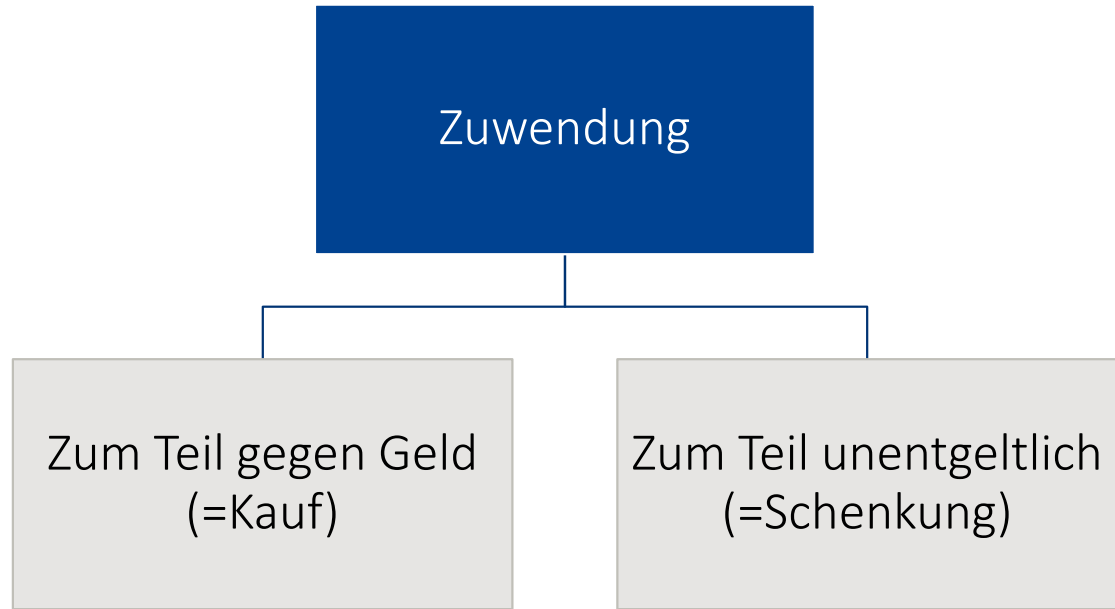 Zuwendung
Zum Teil gegen Geld
(=Kauf)
Zum Teil unentgeltlich
(=Schenkung)